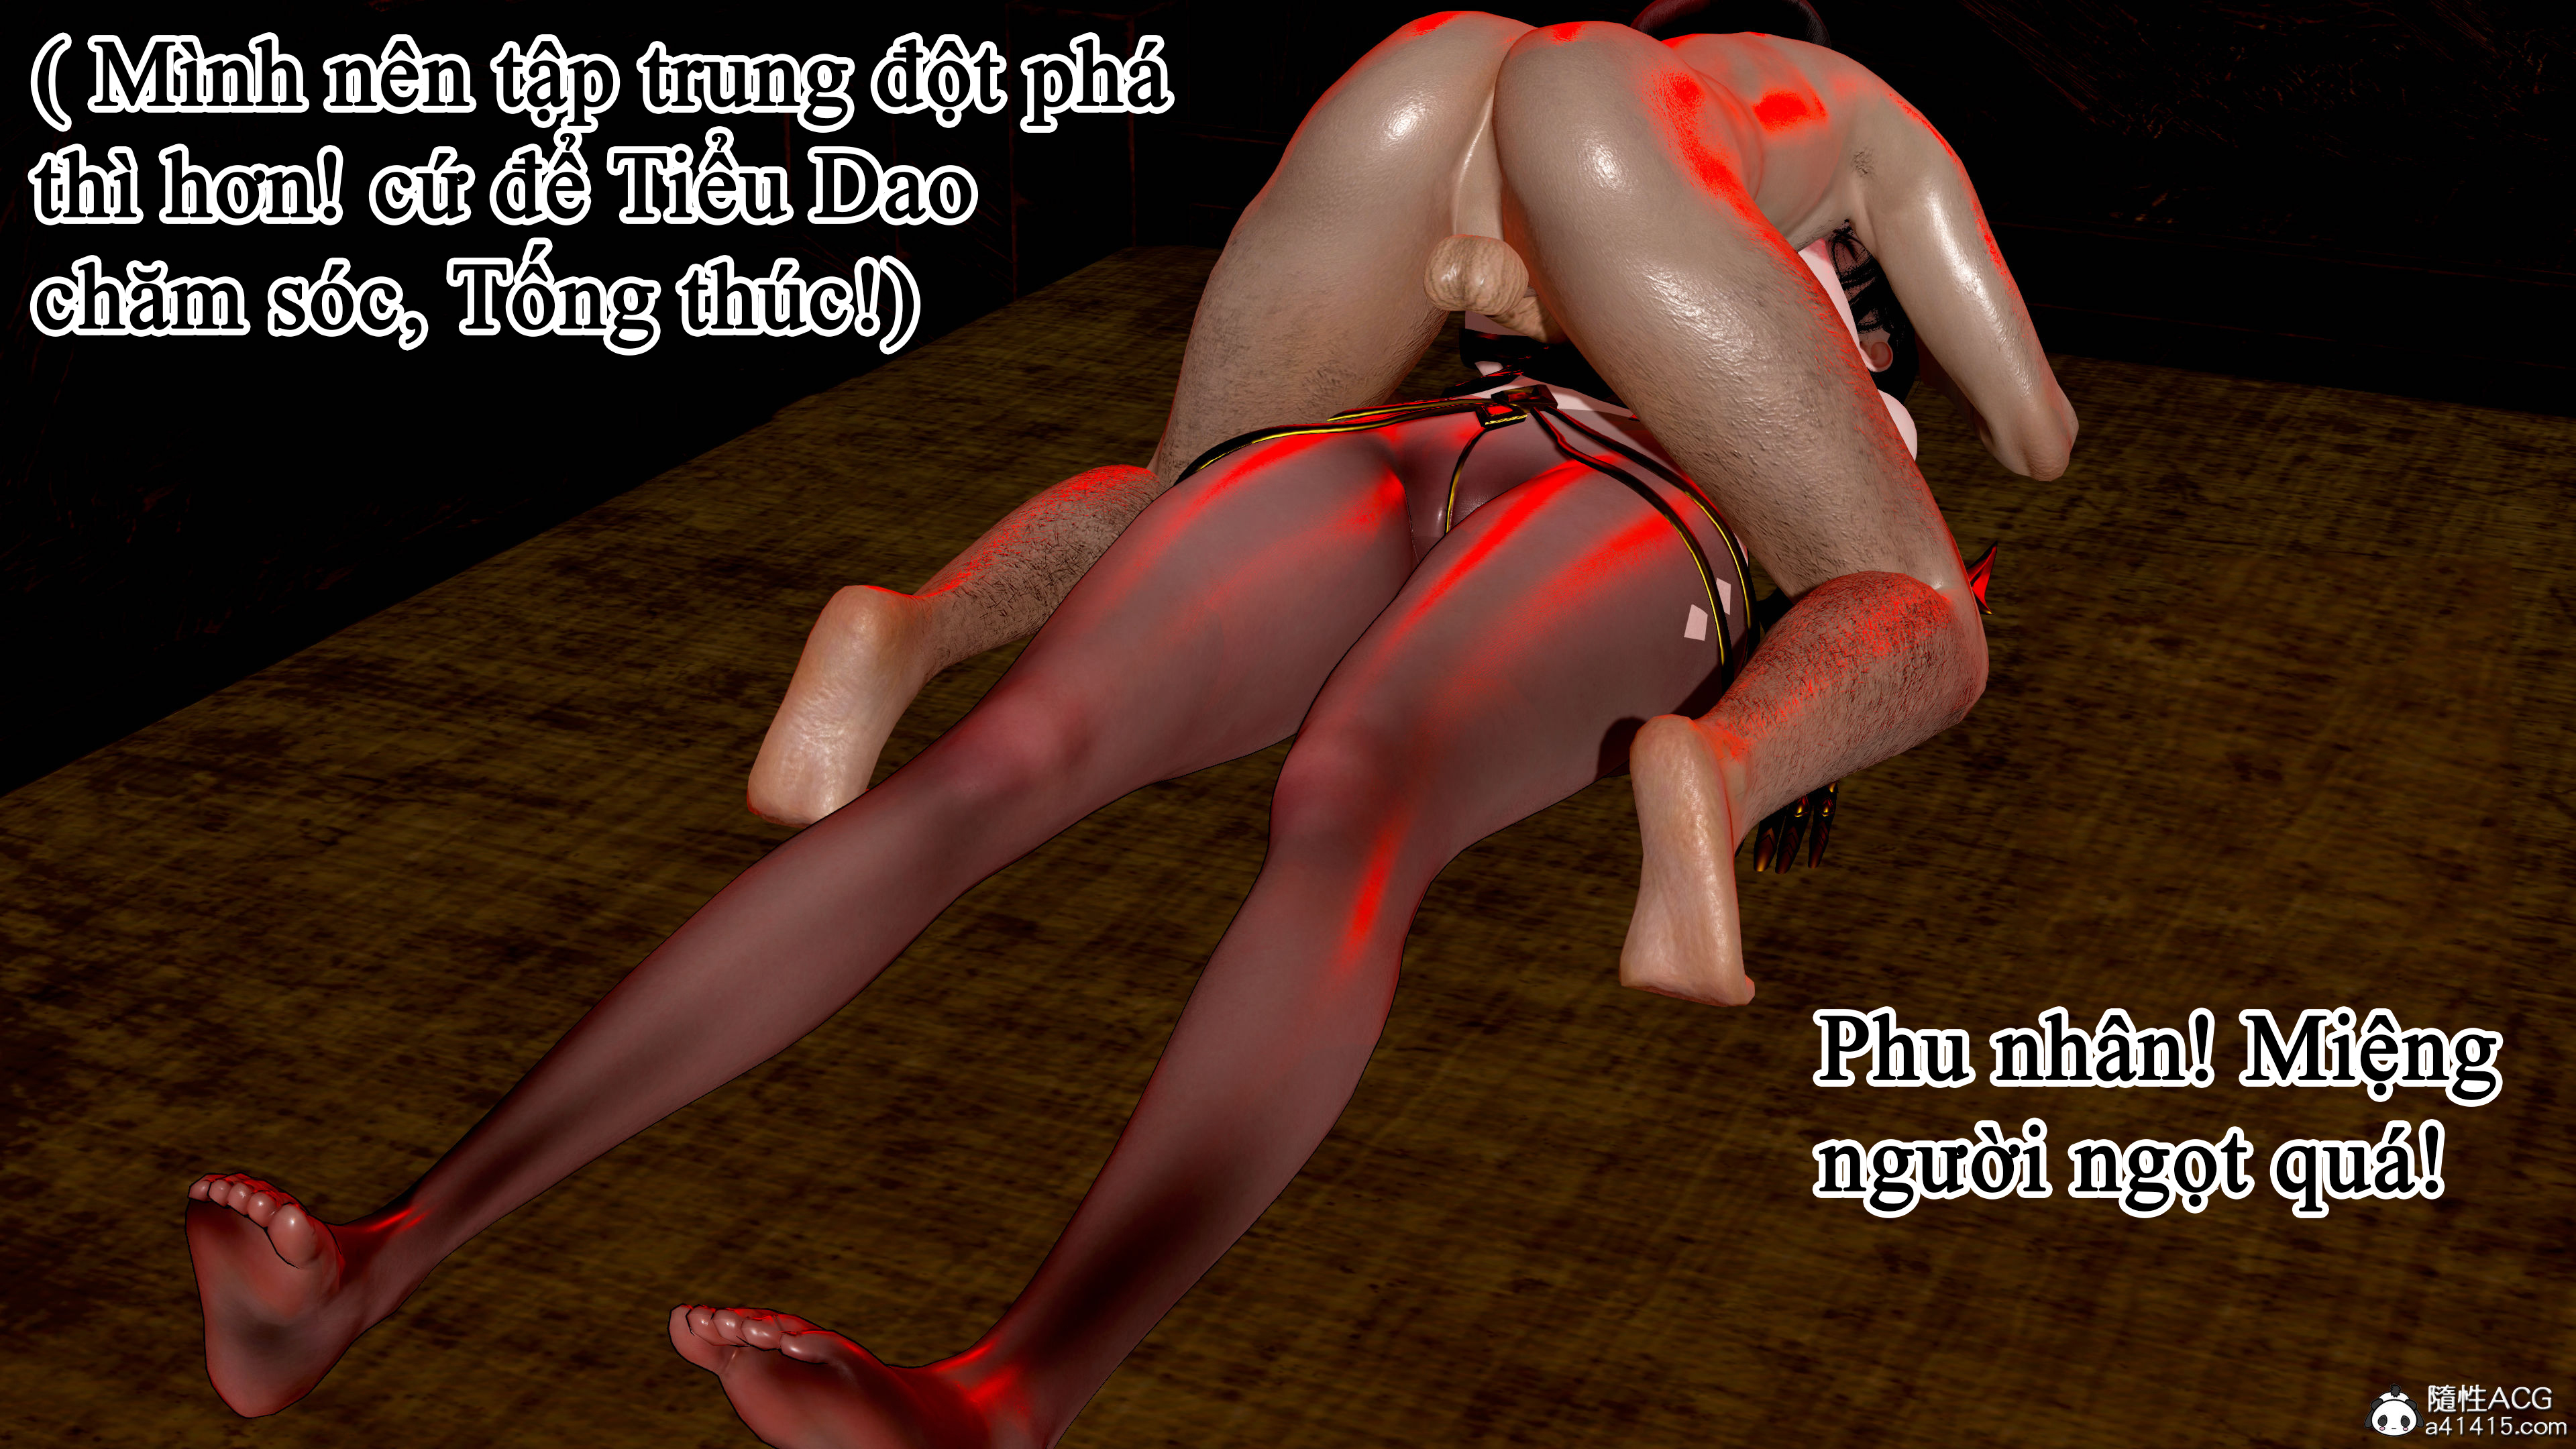 ( Mình nên tập trung đột phá
thì hơn! cứ để Tiểu Dao
chăm sóc, Tống thúc!)
Phu nhân! Miệng
người ngọt quá!
隨性ACG
a41415.com